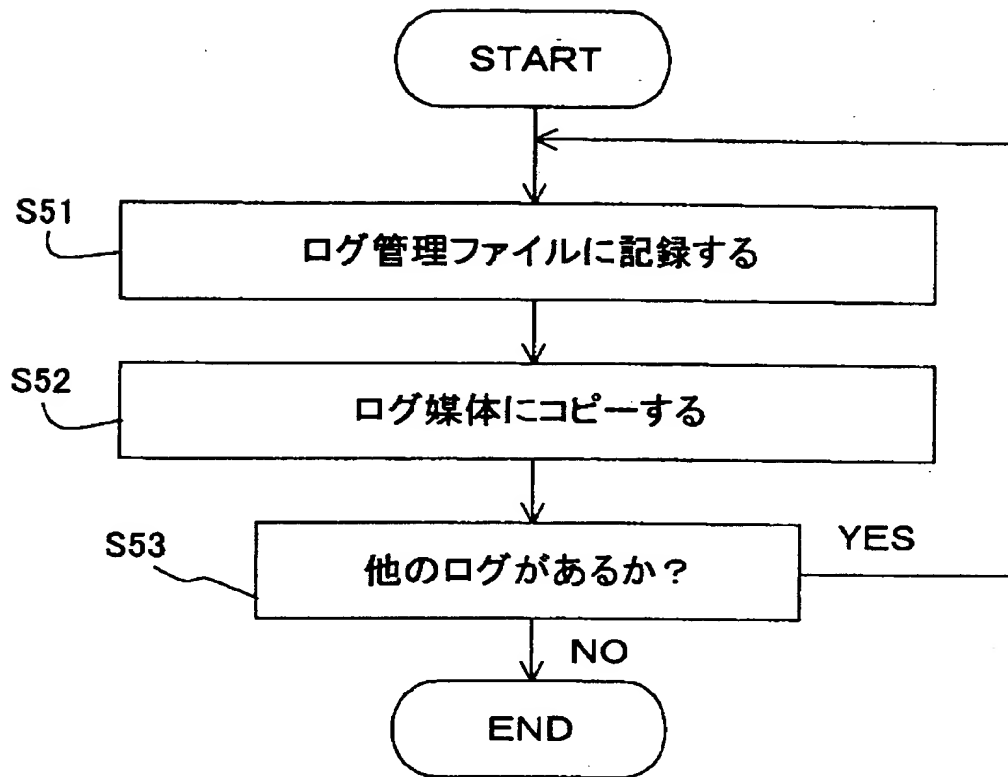 START
S51
ログ管理ファイルに記録する
S52
ログ媒体にコピーする
S53
他のログがあるか？
YES
NO
END